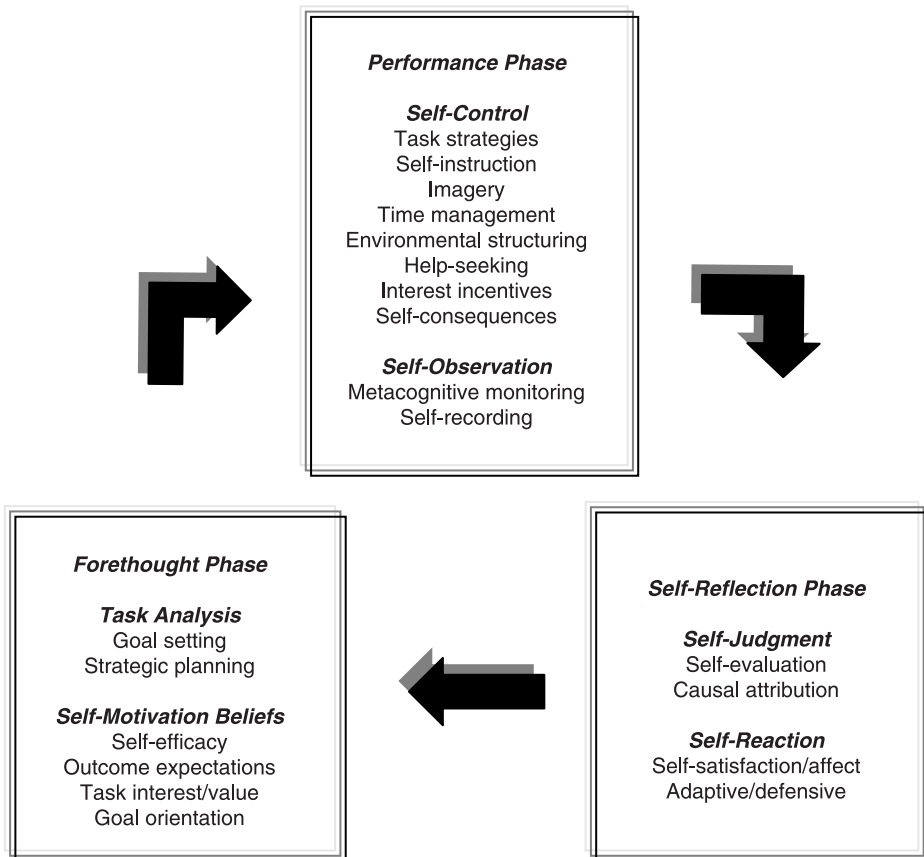 Performance Phase
Self-Control
Task strategies
Self-instruction
Imagery
Time management
Environmental structuring
Help-seeking
Interest incentives
Self-consequences
Self-Observation
Metacognitive monitoring
Self-recording
Forethought Phase
Task Analysis
Goal setting
Strategic planning
Self-Motivation Beliefs
Self-efficacy
Outcome expectations
Task interest/value
Goal orientation
Self-Reflection Phase
Self-Judgment
Self-evaluation
Causal attribution
Self-Reaction
Self-satisfaction/affect
Adaptive/defensive